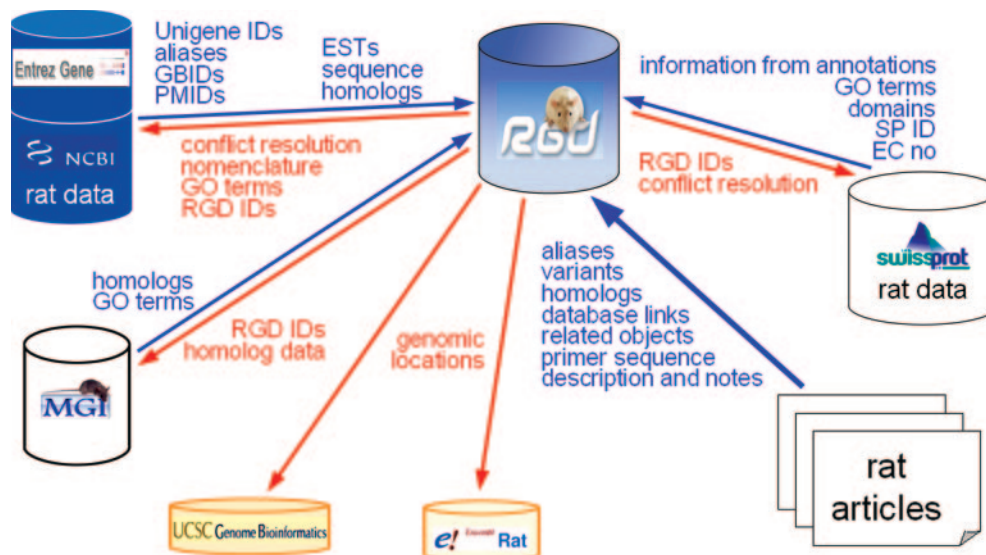 Unigene IDs
aliases
GBIDs
PMIDs
ESTs
sequence
homologs
Entrez Gene
NCBI
rat data
conflict resolution
nomenclature
GO terms
RGD IDs
RGD
information from annotations
GO terms
domains
SP ID
EC no
RGD IDs
conflict resolution
swissprot
rat data
homologs
GO terms
MGI
RGD IDs
homolog data
genomic
locations
aliases
variants
homologs
database links
related objects
primer sequence
description and notes
UCSC Genome Bioinformatics
e! Ensembl Rat
rat
articles